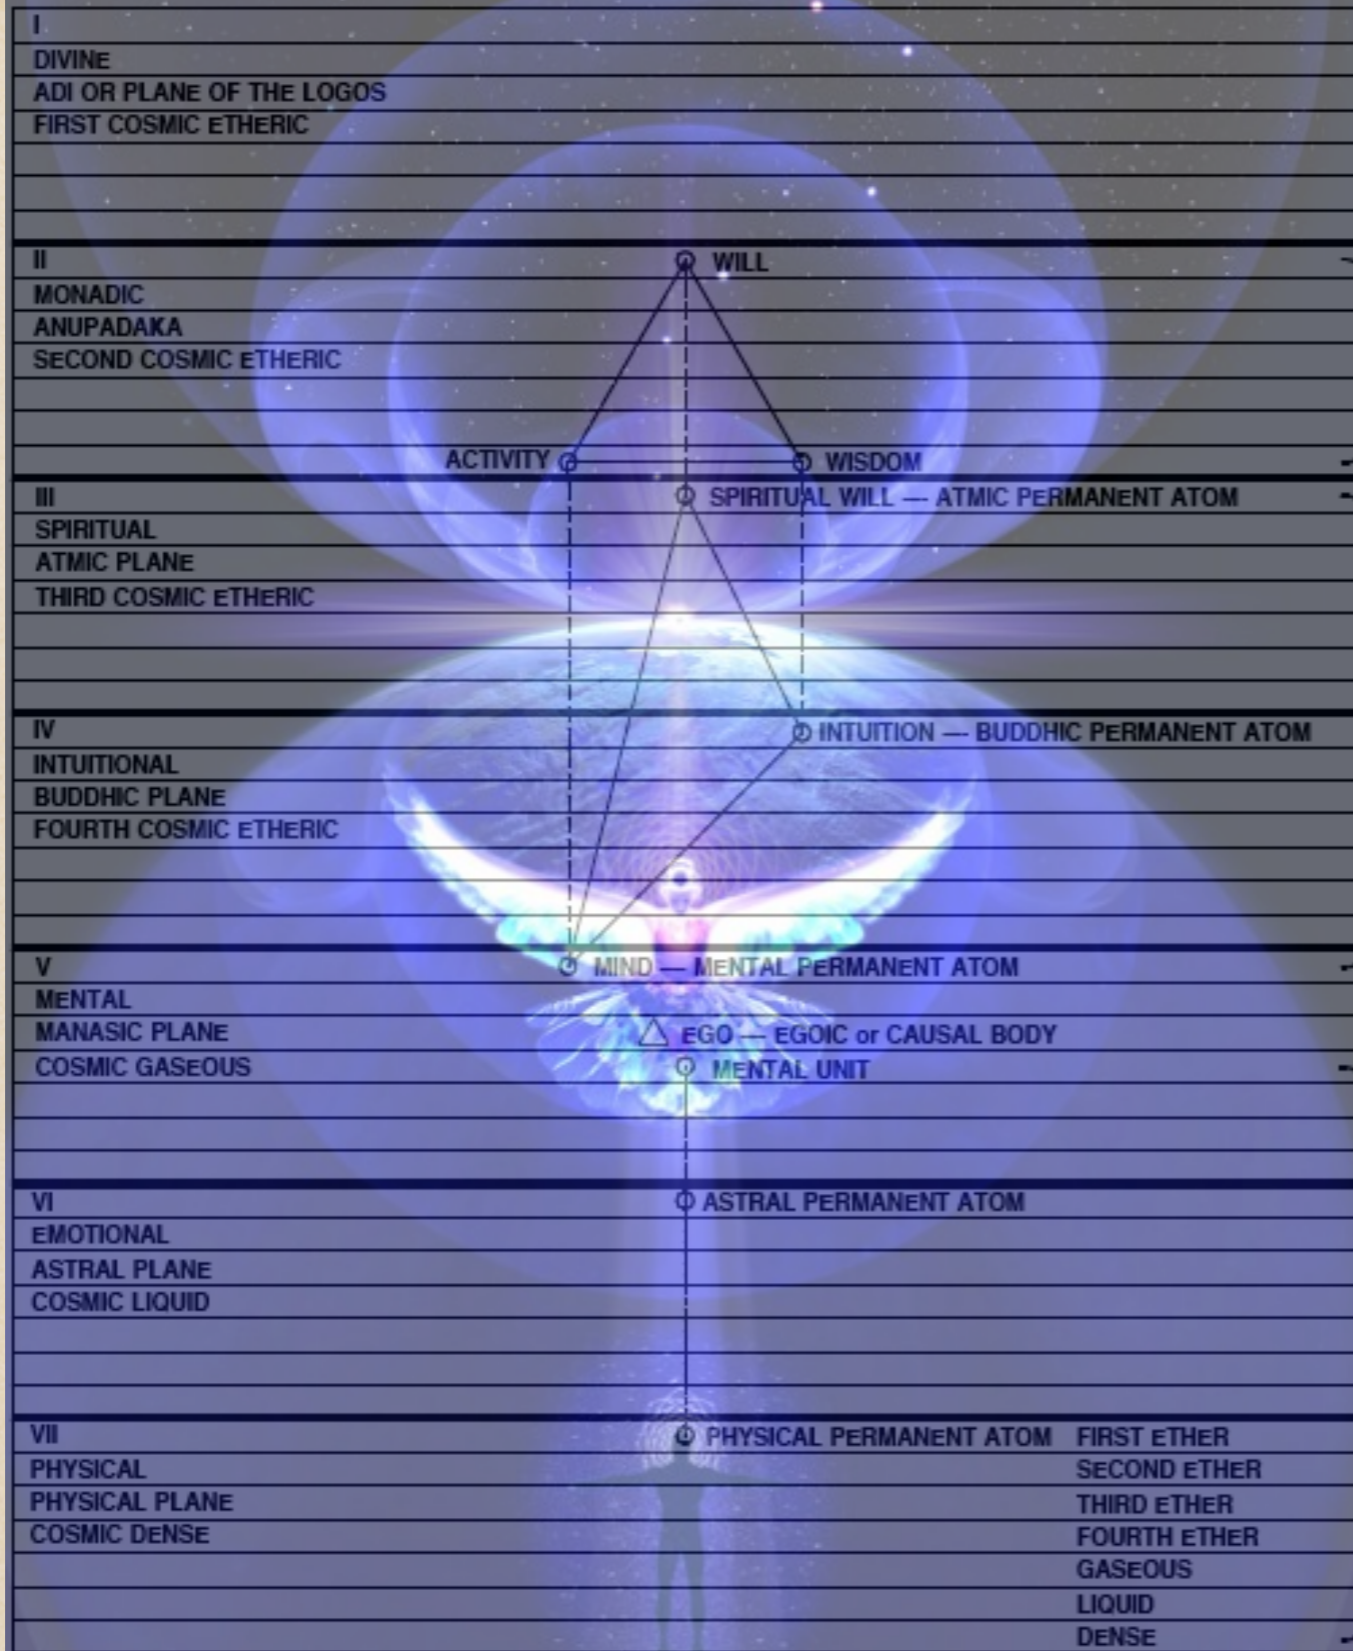 I
DIVINE
ADI OR PLANE OF THE LOGOS
FIRST COSMIC ETHERIC
II
WILL
MONADIC
ANUPADAKA
SECOND COSMIC ETHERIC
ACTIVITY
WISDOM
III
SPIRITUAL WILL — ATMIC PERMANENT ATOM
SPIRITUAL
ATMIC PLANE
THIRD COSMIC ETHERIC
IV
INTUITION — BUDDHIC PERMANENT ATOM
INTUITIONAL
BUDDHIC PLANE
FOURTH COSMIC ETHERIC
V
MIND — MENTAL PERMANENT ATOM
MENTAL
MANASIC PLANE
EGO — EGOIC or CAUSAL BODY
COSMIC GASEOUS
MENTAL UNIT
VI
ASTRAL PERMANENT ATOM
EMOTIONAL
ASTRAL PLANE
COSMIC LIQUID
VII
PHYSICAL PERMANENT ATOM
FIRST ETHER
PHYSICAL
SECOND ETHER
PHYSICAL PLANE
THIRD ETHER
COSMIC DENSE
FOURTH ETHER
GASEOUS
LIQUID
DENSE